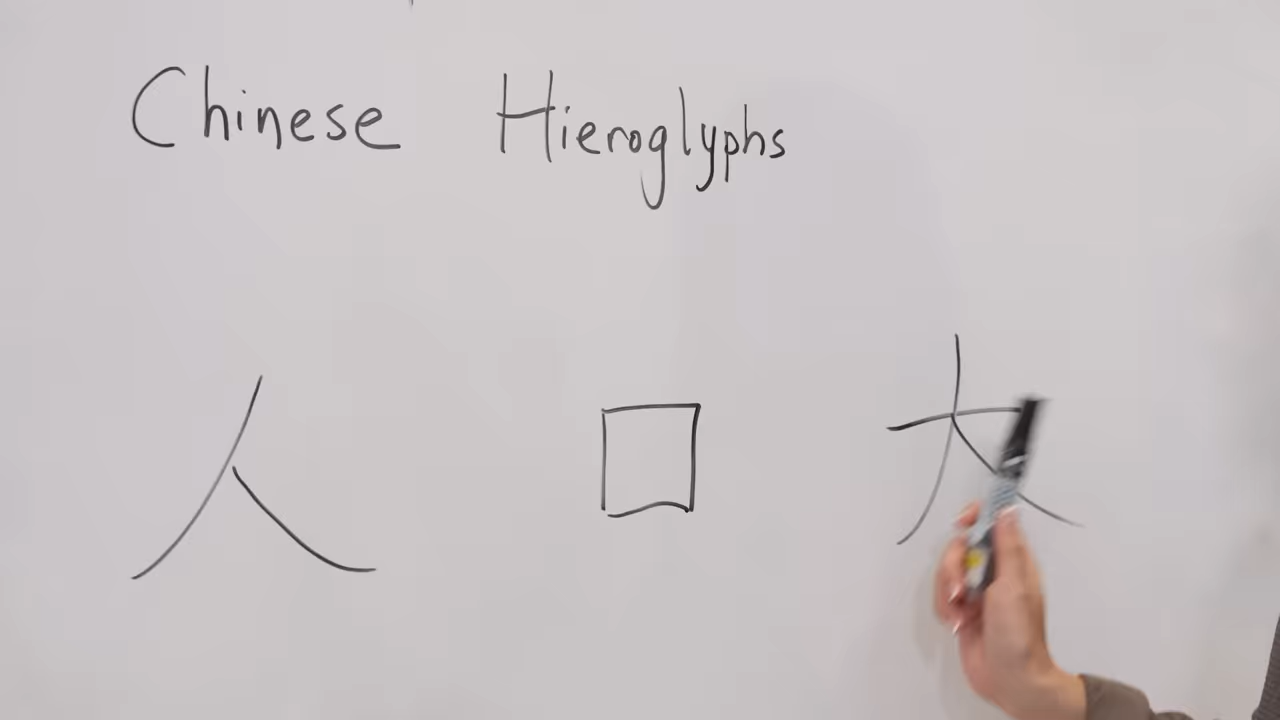 Chinese Hieroglyphs
人 口 大